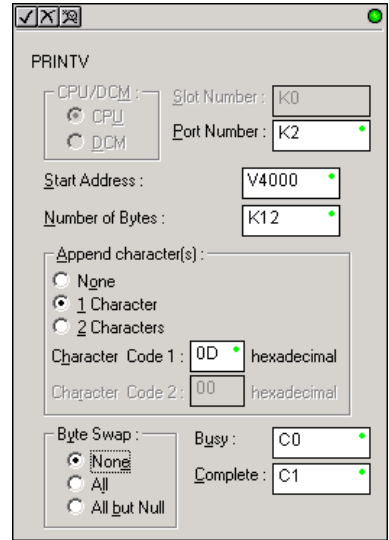 PRINTV
CPU/DCM :
CPU
DCM
Slot Number : K0
Port Number : K2
Start Address : V4000
Number of Bytes : K12
Append character(s) :
None
1 Character
2 Characters
Character Code 1 : 0D hexadecimal
Character Code 2 : 00 hexadecimal
Byte Swap :
None
All
All but Null
Busy : C0
Complete : C1